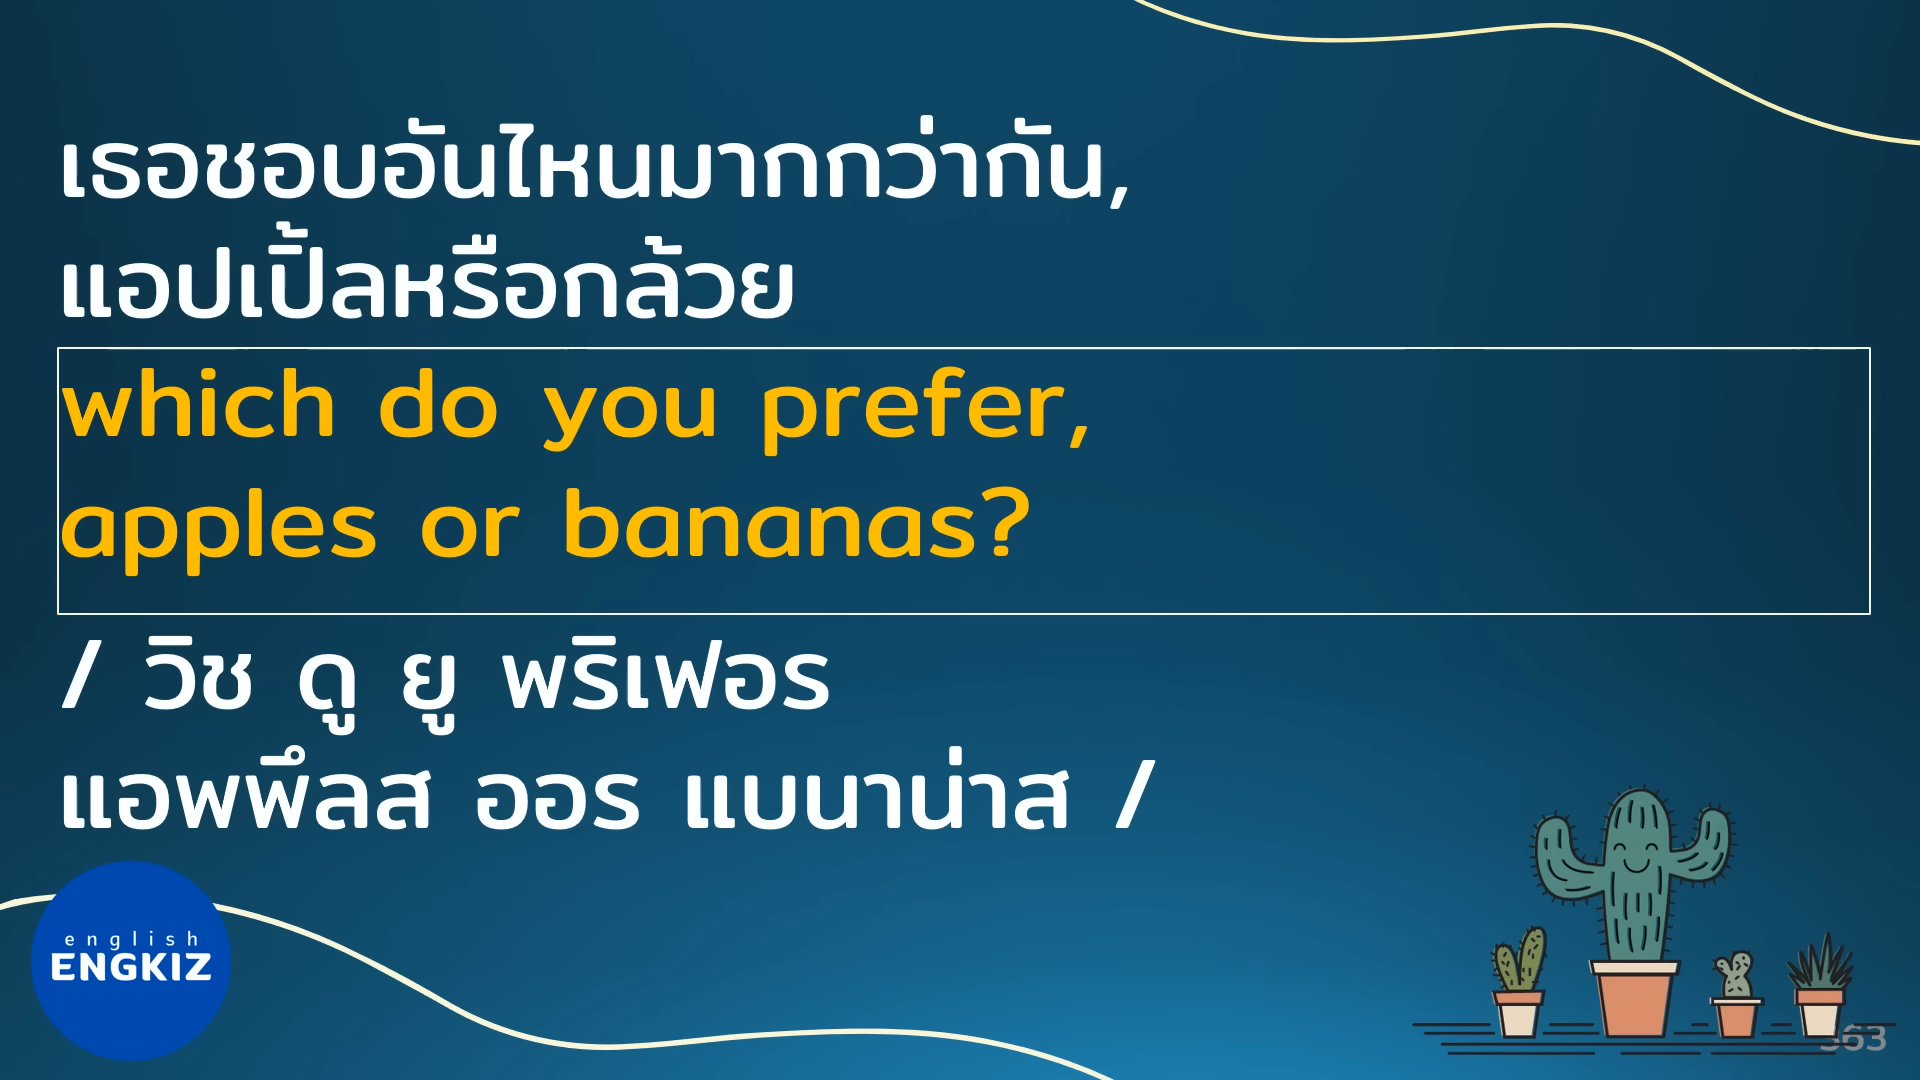 เธอชอบอันไหนมากกว่ากัน,
แอปเปิ้ลหรือกล้วย
which do you prefer,
apples or bananas?
/ วิช ดู ยู พริเฟอร
แอพพึลส ออร แบนาน่าส /
english
ENGKIZ
363